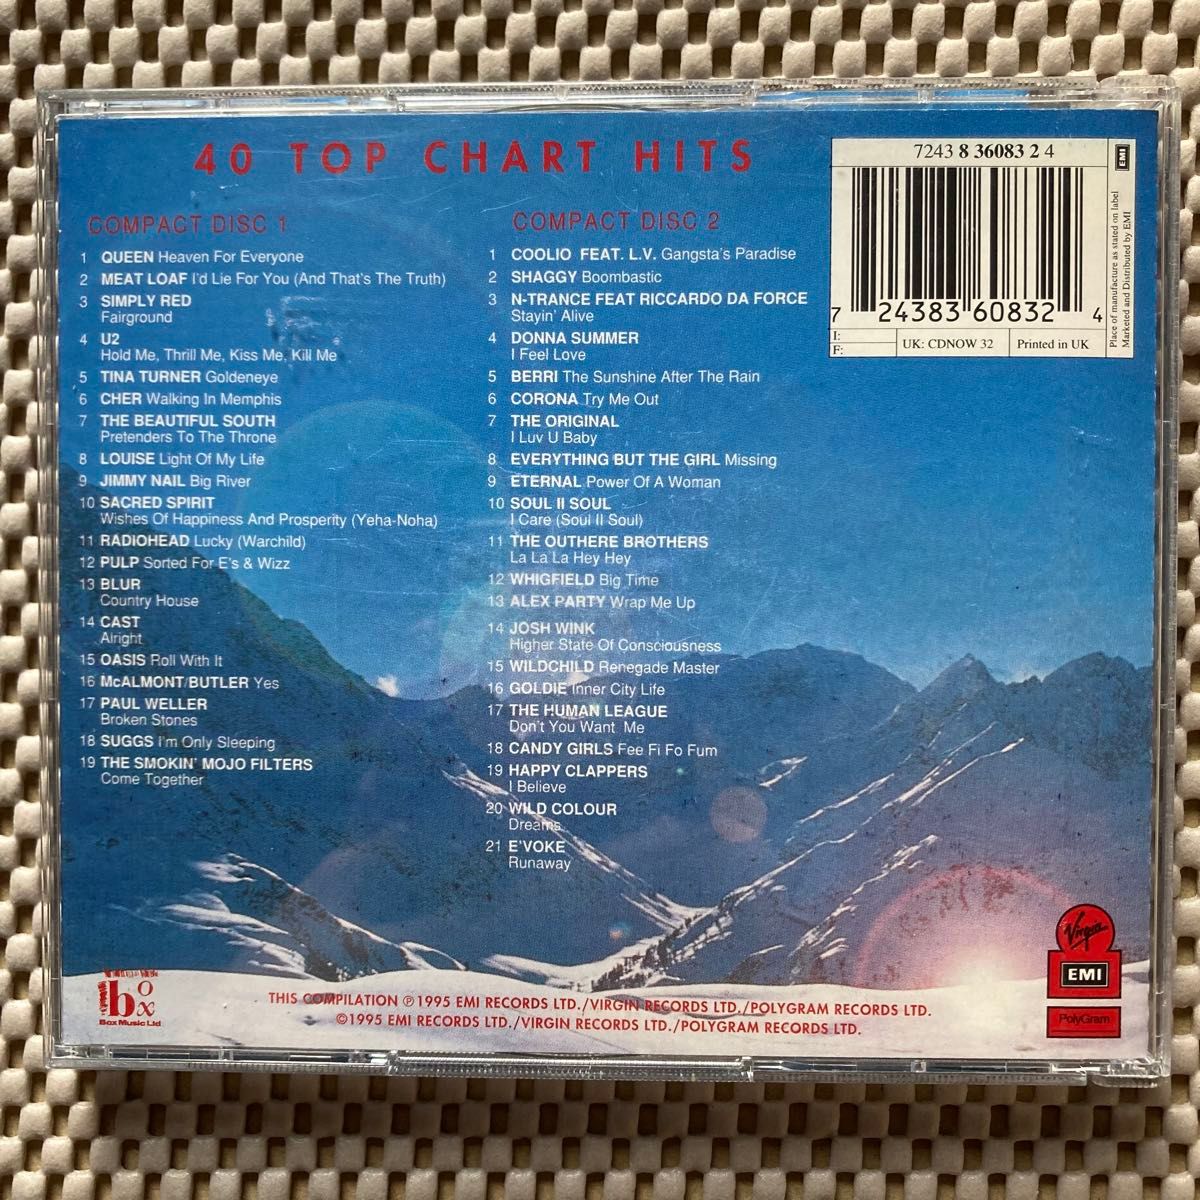 40 TOP CHART HITS
COMPACT DISC 1
1 QUEEN Heaven For Everyone
2 MEAT LOAF I'd Lie For You (And That's The Truth)
3 SIMPLY RED
Fairground
4 U2
Hold Me, Thrill Me, Kiss Me, Kill Me
5 TINA TURNER Goldeneye
6 CHER Walking In Memphis
7 THE BEAUTIFUL SOUTH
Pretenders To The Throne
8 LOUISE Light Of My Life
9 JIMMY NAIL Big River
10 SACRED SPIRIT
Wishes Of Happiness And Prosperity (Yeha-Noha)
11 RADIOHEAD Lucky (Warchild)
12 PULP Sorted For E's & Wizz
13 BLUR
Country House
14 CAST
Alright
15 OASIS Roll With It
16 McALMONT/BUTLER Yes
17 PAUL WELLER
Broken Stones
18 SUGGS I'm Only Sleeping
19 THE SMOKIN' MOJO FILTERS
Come Together
COMPACT DISC 2
1 COOLIO FEAT. L.V. Gangsta's Paradise
2 SHAGGY Boombastic
3 N-TRANCE FEAT RICCARDO DA FORCE
Stayin' Alive
4 DONNA SUMMER
I Feel Love
5 BERRI The Sunshine After The Rain
6 CORONA Try Me Out
7 THE ORIGINAL
I Luv U Baby
8 EVERYTHING BUT THE GIRL Missing
9 ETERNAL Power Of A Woman
10 SOUL II SOUL
I Care (Soul II Soul)
11 THE OUTHERE BROTHERS
La La La Hey Hey
12 WHIGFIELD Big Time
13 ALEX PARTY Wrap Me Up
14 JOSH WINK
Higher State Of Consciousness
15 WILDCHILD Renegade Master
16 GOLDIE Inner City Life
17 THE HUMAN LEAGUE
Don't You Want Me
18 CANDY GIRLS Fee Fi Fo Fum
19 HAPPY CLAPPERS
I Believe
20 WILD COLOUR
Dreams
21 E'VOKE
Runaway
7243 8 36083 2 4
7 24383 60832 4
I:
F:
UK: CDNOW 32
Printed in UK
EMI
Place of manufacture as stated on label
Marketed and Distributed by EMI
box
Box Music Ltd
THIS COMPILATION ℗1995 EMI RECORDS LTD./VIRGIN RECORDS LTD./POLYGRAM RECORDS LTD.
©1995 EMI RECORDS LTD./VIRGIN RECORDS LTD./POLYGRAM RECORDS LTD.
Virgin
EMI
PolyGram